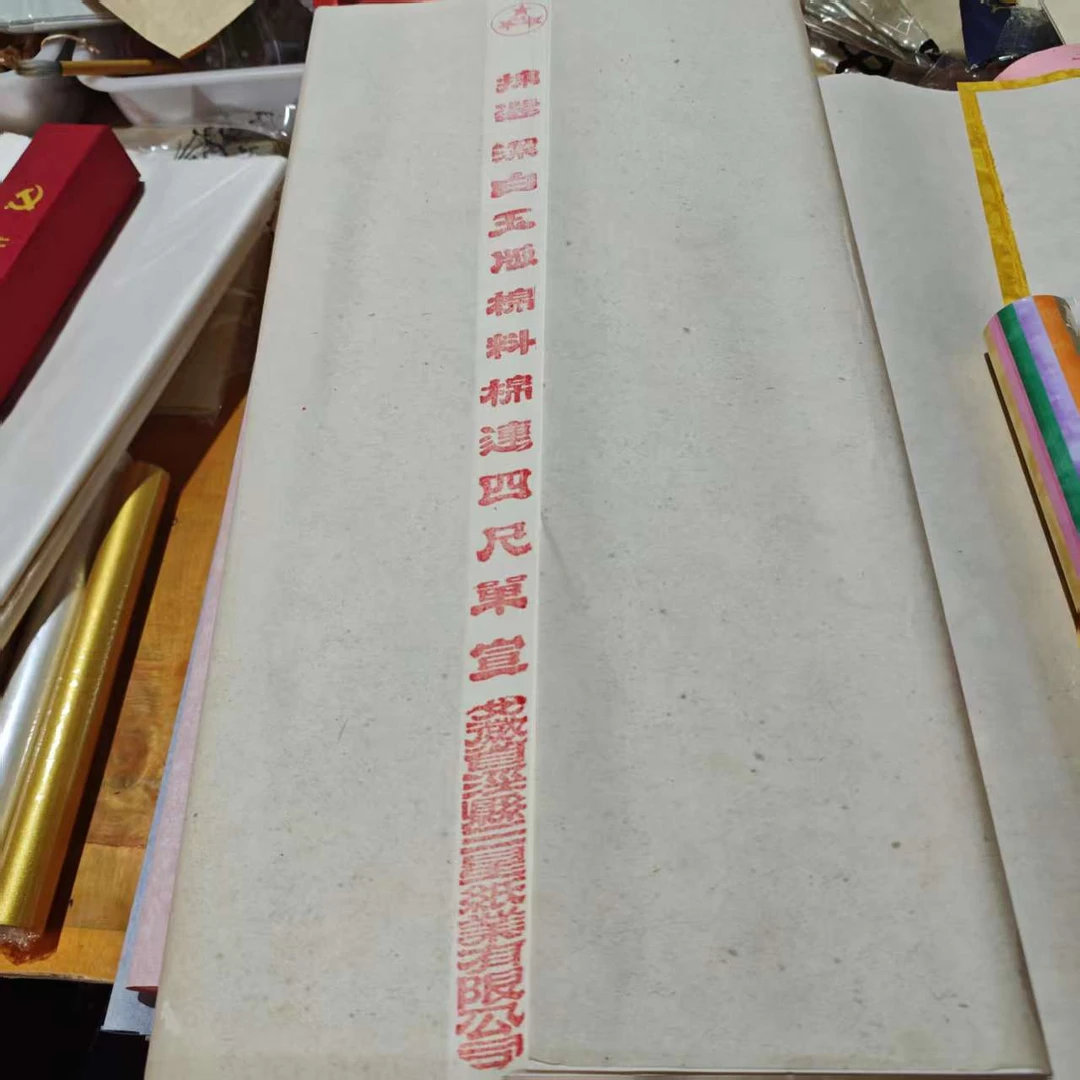 潔白玉版棉料棉連四尺單宣
安徽省涇縣三星紙業有限公司